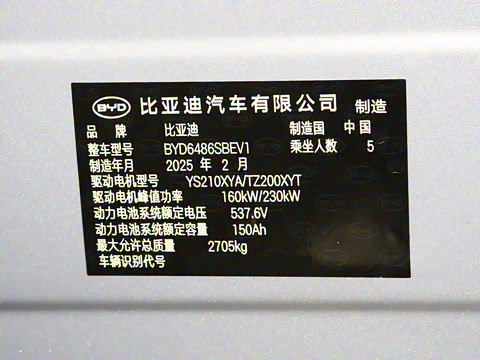 BYD 比亚迪汽车有限公司 制造
品牌 比亚迪 制造国 中国
整车型号 BYD6486SBEV1 乘坐人数 5
制造年月 2025 年 2 月
驱动电机型号 YS210XYA/TZ200XYT
驱动电机峰值功率 160kW/230kW
动力电池系统额定电压 537.6V
动力电池系统额定容量 150Ah
最大允许总质量 2705kg
车辆识别代号